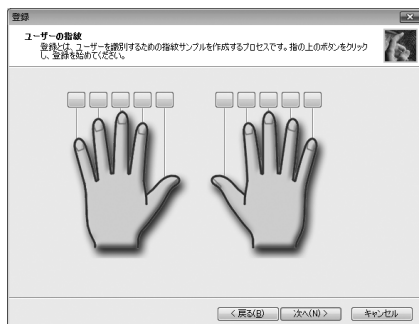 登録
ユーザーの指紋
登録とは、ユーザーを識別するための指紋サンプルを作成するプロセスです。指の上のボタンをクリック
し、登録を始めてください。
< 戻る(B)
次へ(N) >
キャンセル